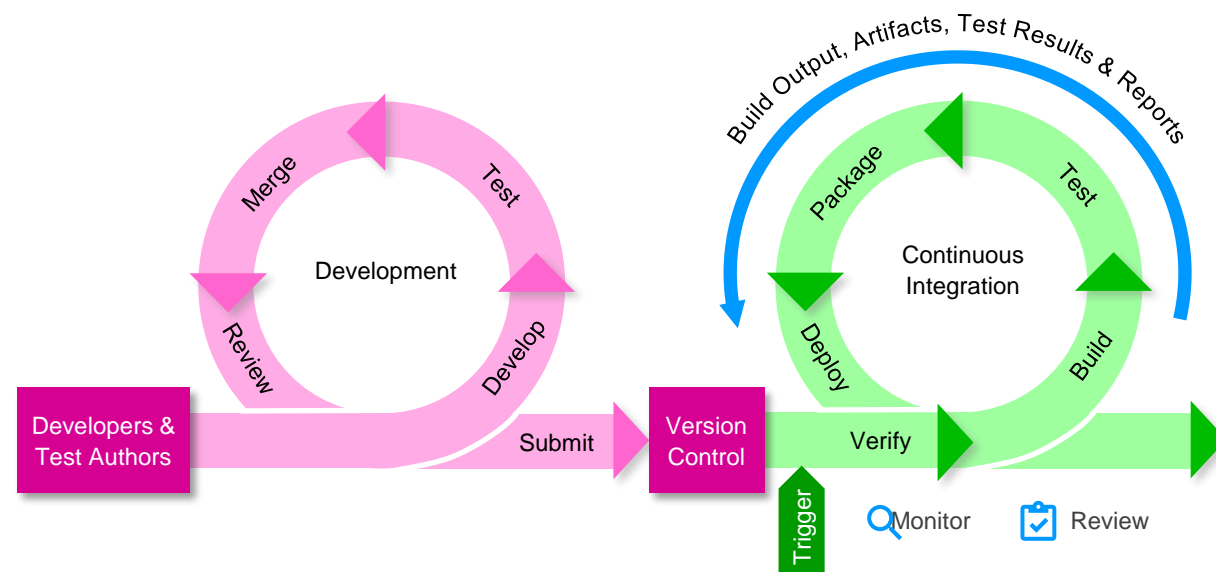 Build Output, Artifacts, Test Results & Reports
Merge
Test
Development
Review
Develop
Developers &
Test Authors
Submit
Version
Control
Package
Test
Continuous
Integration
Deploy
Build
Verify
Trigger
Monitor
Review